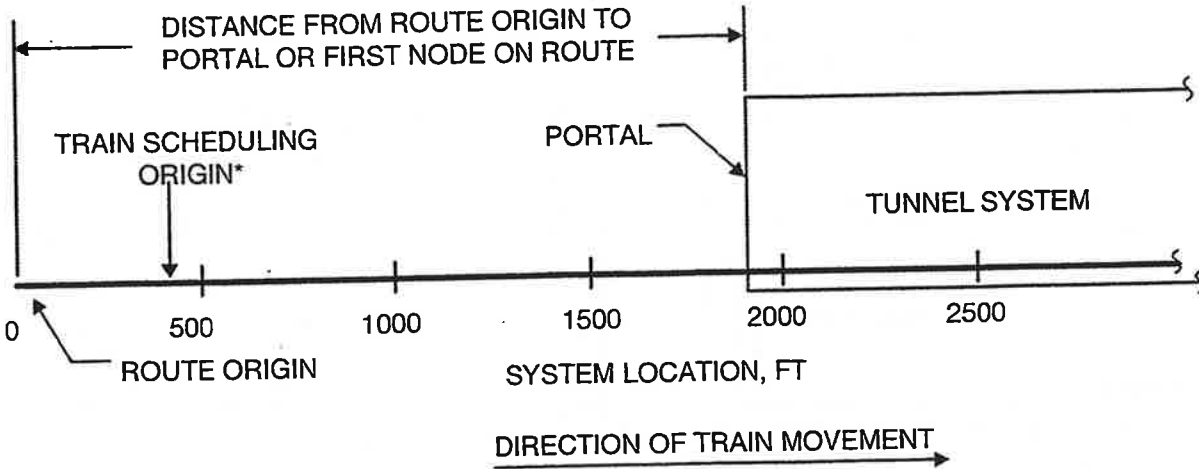 DISTANCE FROM ROUTE ORIGIN TO
PORTAL OR FIRST NODE ON ROUTE
TRAIN SCHEDULING
ORIGIN*
PORTAL
TUNNEL SYSTEM
0
500
1000
1500
2000
2500
ROUTE ORIGIN
SYSTEM LOCATION, FT
DIRECTION OF TRAIN MOVEMENT